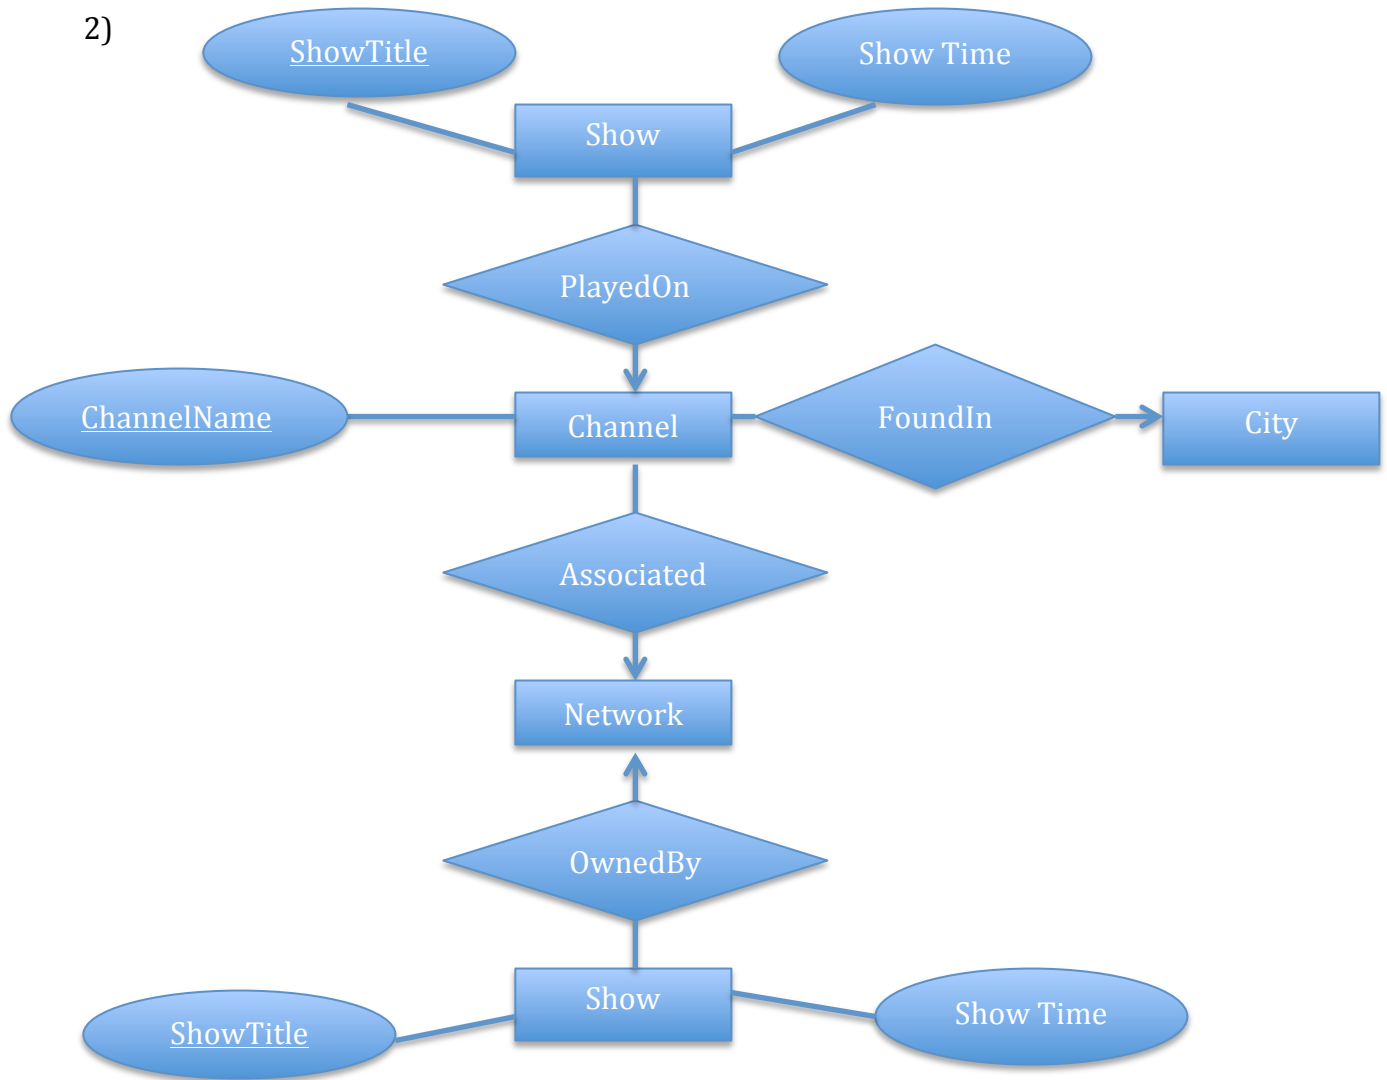 2)
ShowTitle
Show Time
Show
PlayedOn
ChannelName
Channel
FoundIn
City
Associated
Network
OwnedBy
Show
ShowTitle
Show Time